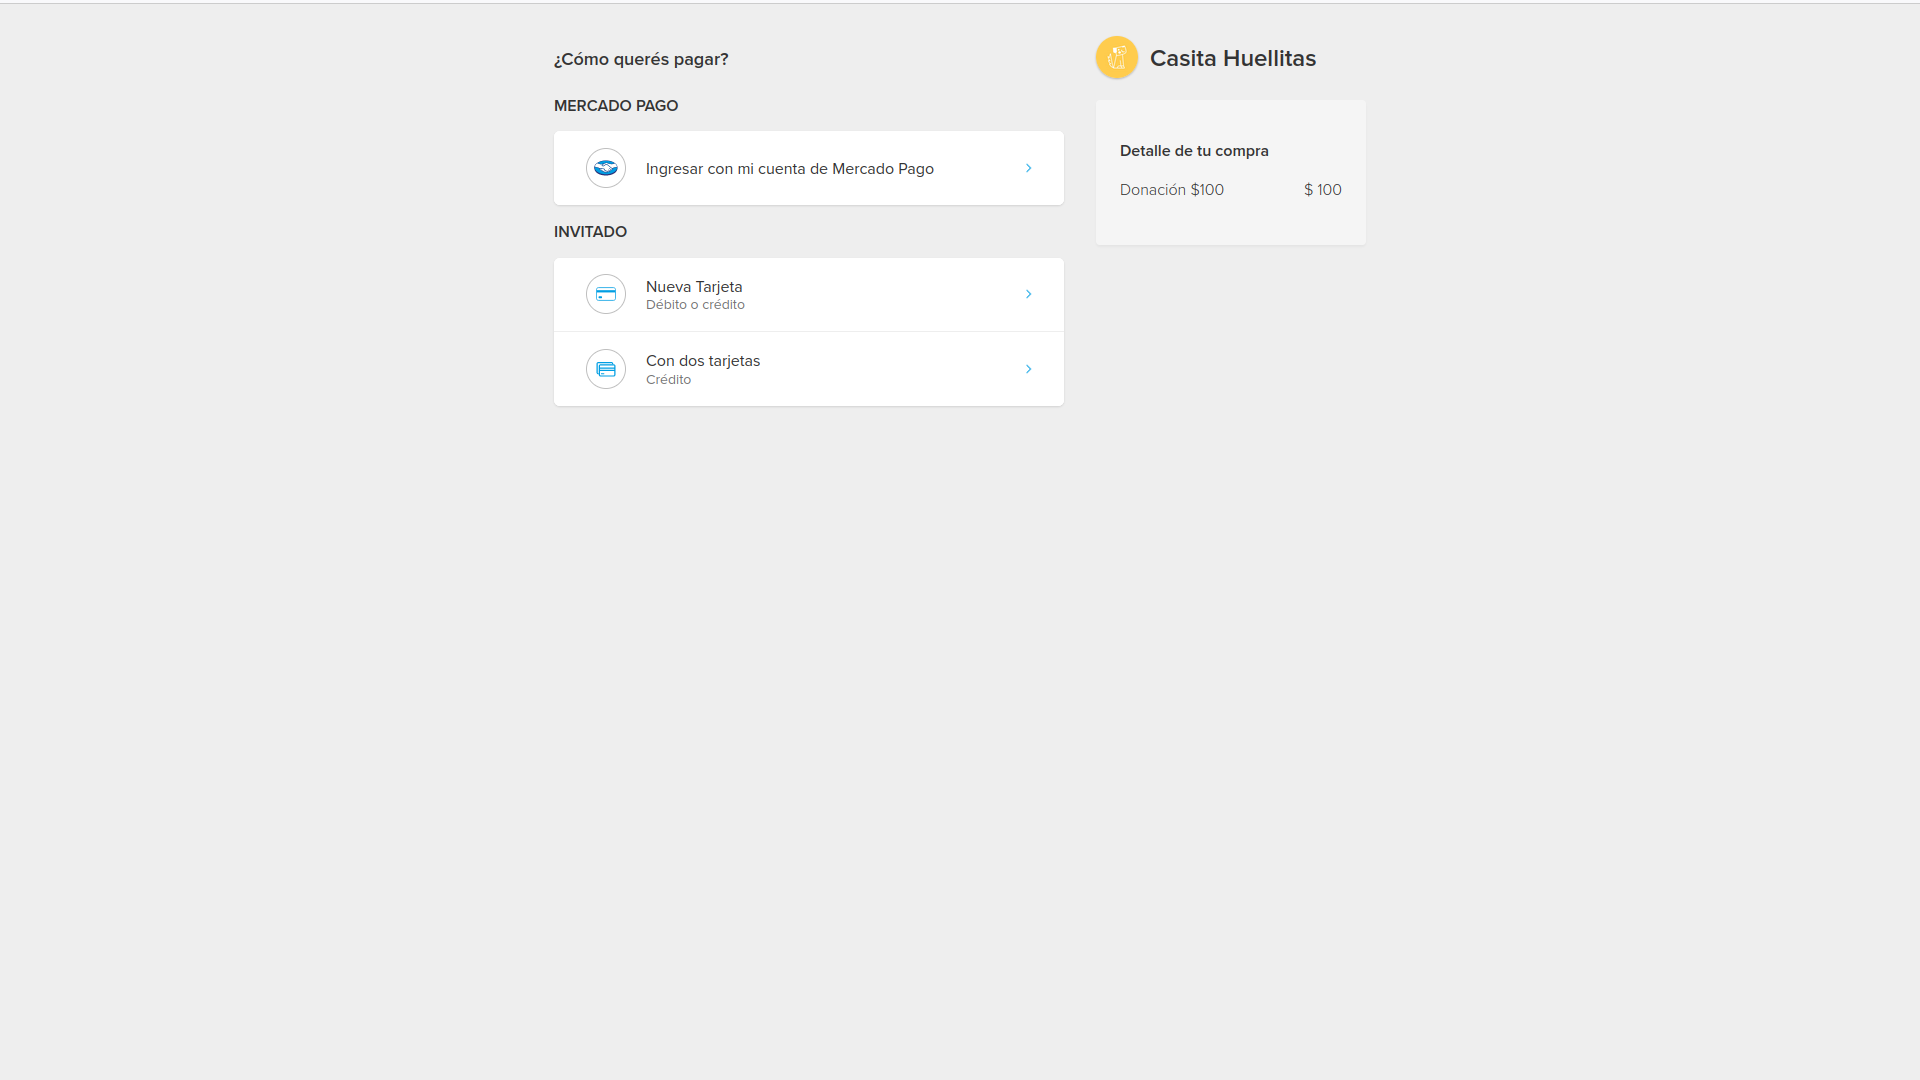 ¿Cómo querés pagar?
MERCADO PAGO
Ingresar con mi cuenta de Mercado Pago
INVITADO
Nueva Tarjeta
Débito o crédito
Con dos tarjetas
Crédito
Casita Huellitas
Detalle de tu compra
Donación $100 $ 100